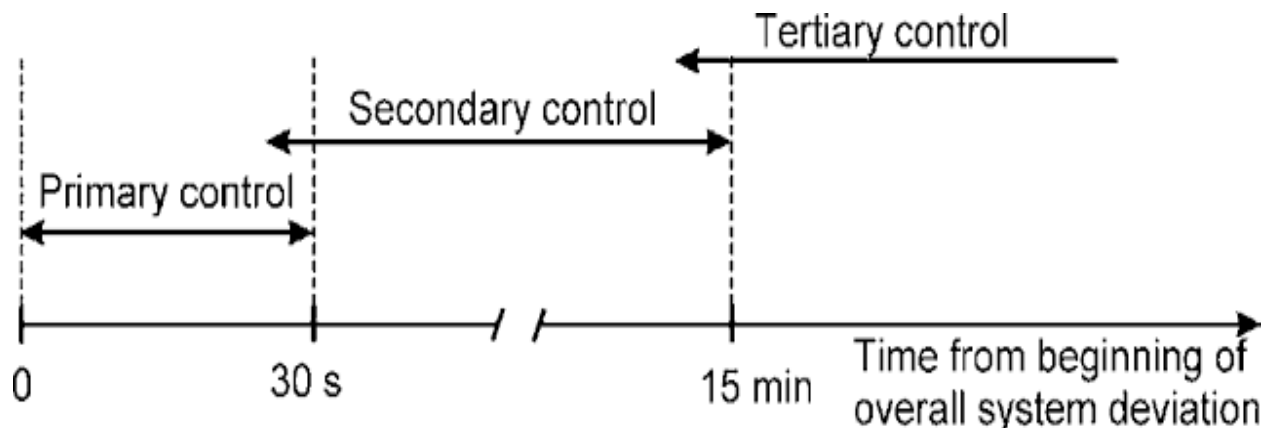 Tertiary control
Secondary control
Primary control
0
30 s
15 min
Time from beginning of
overall system deviation